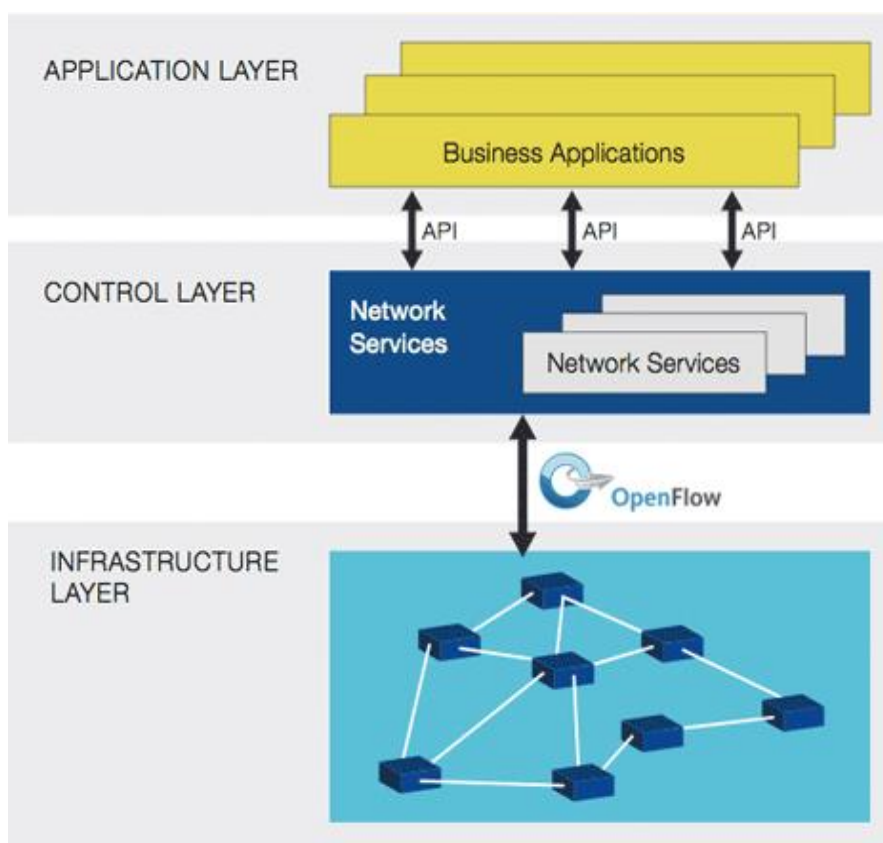 APPLICATION LAYER
Business Applications
API
API
API
CONTROL LAYER
Network
Services
Network Services
OpenFlow
INFRASTRUCTURE
LAYER